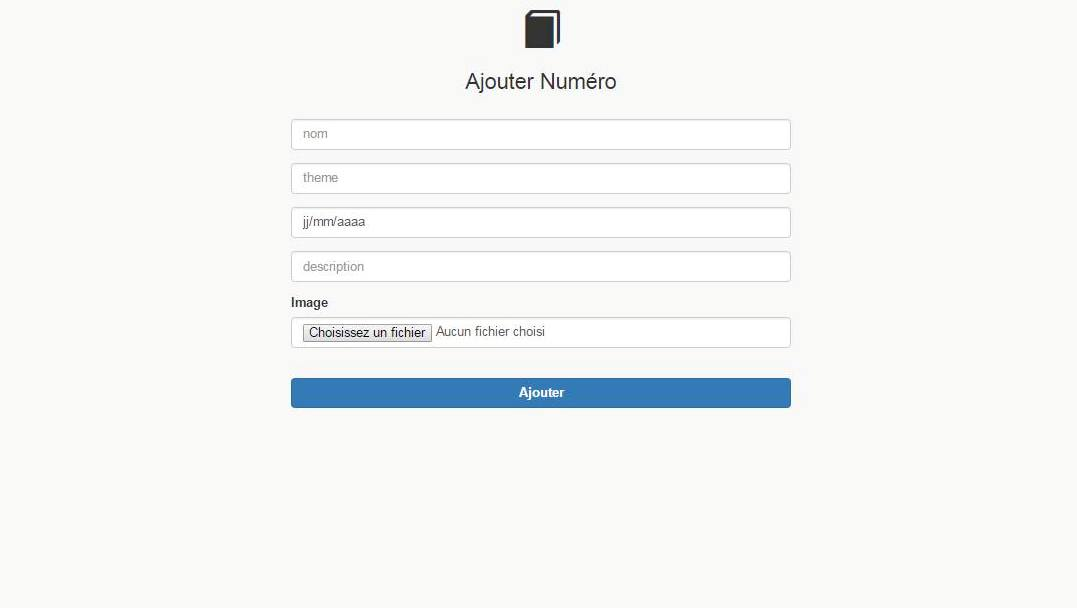 Ajouter Numéro
nom
theme
jj/mm/aaaa
description
Image
Choisissez un fichier Aucun fichier choisi
Ajouter